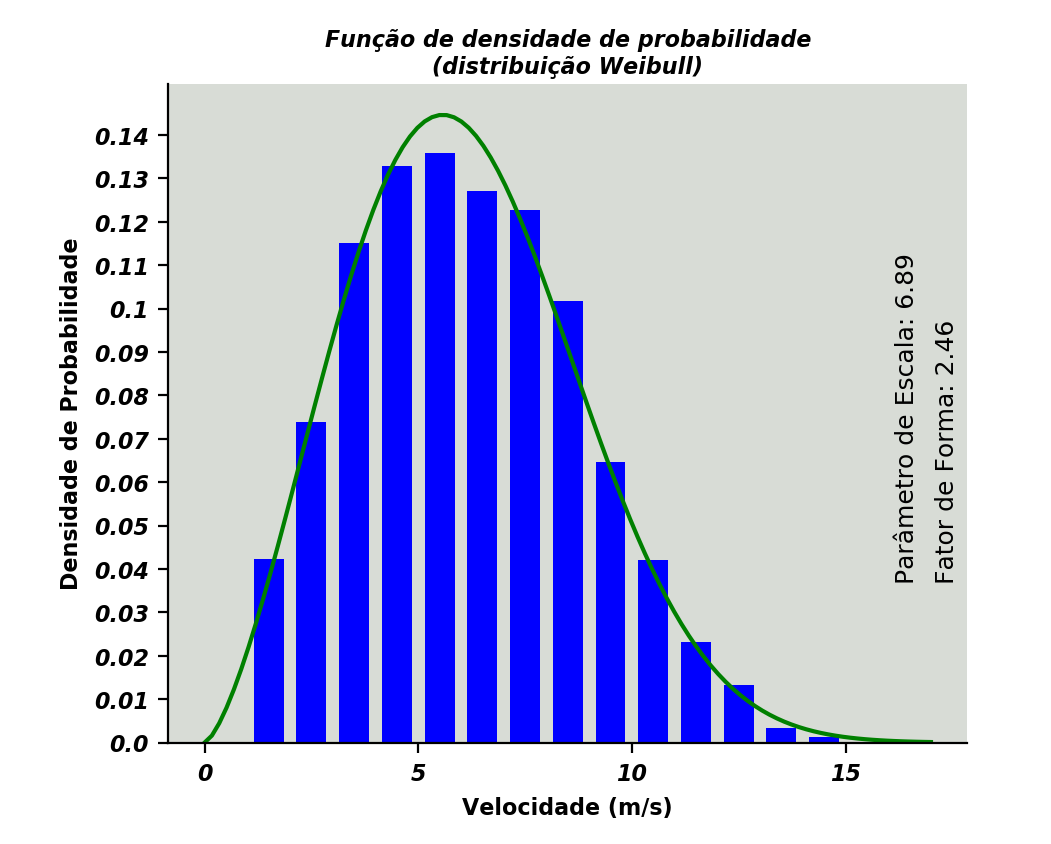 Função de densidade de probabilidade
(distribuição Weibull)
0.14
0.13
0.12
0.11
0.1
0.09
0.08
0.07
0.06
0.05
0.04
0.03
0.02
0.01
0.0
Densidade de Probabilidade
Parâmetro de Escala: 6.89
Fator de Forma: 2.46
0 5 10 15
Velocidade (m/s)